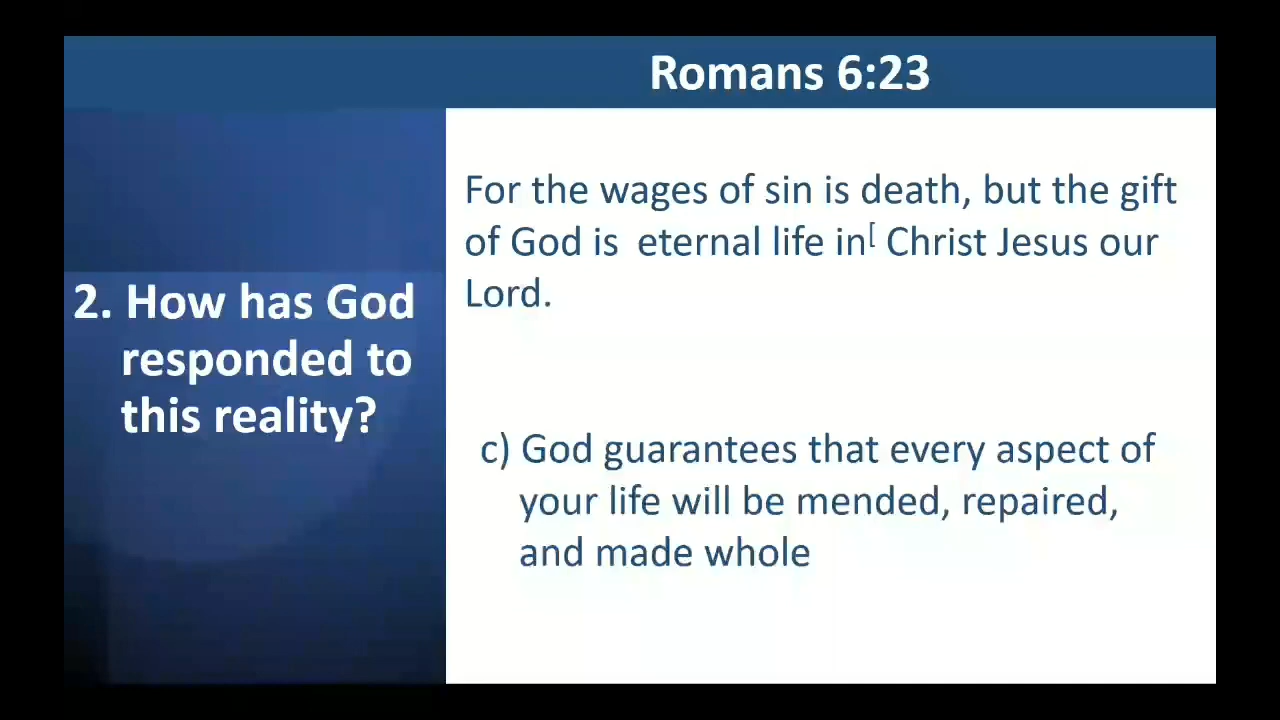 Romans 6:23
2. How has God
responded to
this reality?
For the wages of sin is death, but the gift
of God is  eternal life in[ Christ Jesus our
Lord.
c) God guarantees that every aspect of
your life will be mended, repaired,
and made whole